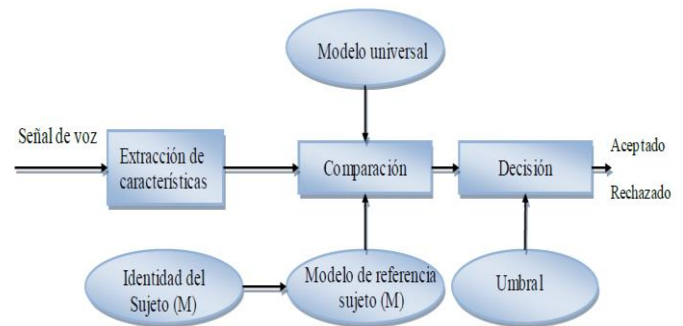 Modelo universal
Señal de voz
Extracción de
características
Comparación
Decisión
Aceptado
Rechazado
Identidad del
Sujeto (M)
Modelo de referencia
sujeto (M)
Umbral